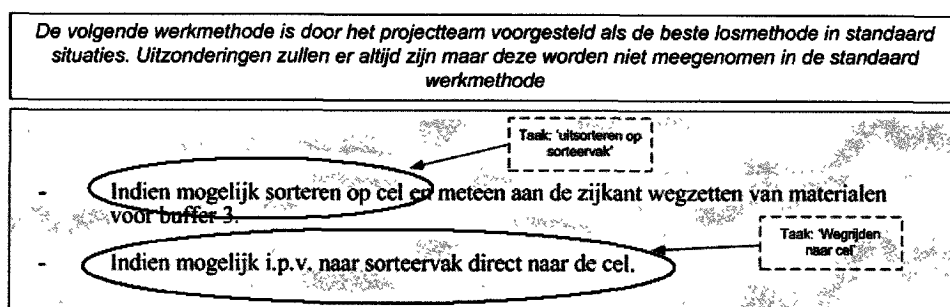 De volgende werkmethode is door het projectteam voorgesteld als de beste losmethode in standaard
situaties. Uitzonderingen zullen er altijd zijn maar deze worden niet meegenomen in de standaard
werkmethode
Taak: 'uitsorteren op
sorteervak'
- Indien mogelijk sorteren op cel en meteen aan de zijkant wegzetten van materialen
voor buffer 3.
Taak: 'Wegrijden
naar cel'
- Indien mogelijk i.p.v. naar sorteervak direct naar de cel.